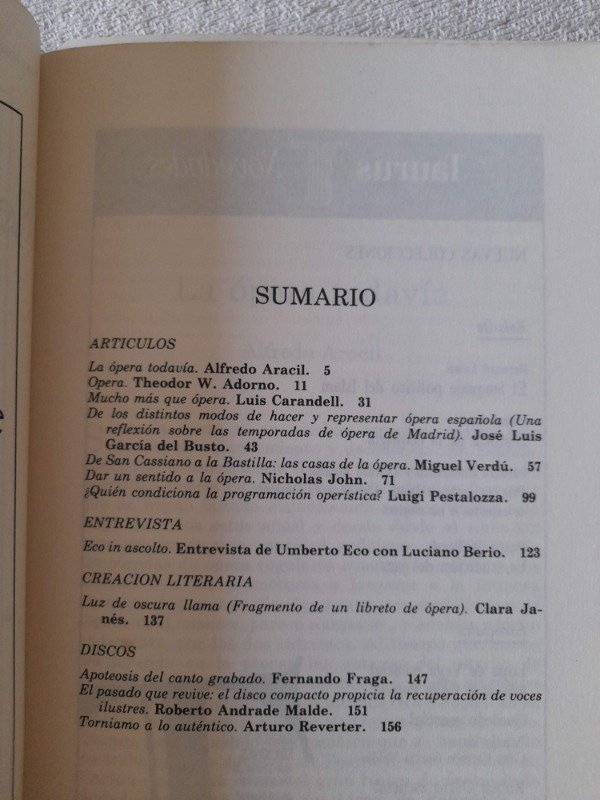 SUMARIO
ARTICULOS
La ópera todavía. Alfredo Aracil. 5
Opera. Theodor W. Adorno. 11
Mucho más que ópera. Luis Carandell. 31
De los distintos modos de hacer y representar ópera española (Una
reflexión sobre las temporadas de ópera de Madrid). José Luis
García del Busto. 43
De San Cassiano a la Bastilla: las casas de la ópera. Miguel Verdú. 57
Dar un sentido a la ópera. Nicholas John. 71
¿Quién condiciona la programación operística? Luigi Pestalozza. 99
ENTREVISTA
Eco in ascolto. Entrevista de Umberto Eco con Luciano Berio. 123
CREACION LITERARIA
Luz de oscura llama (Fragmento de un libreto de ópera). Clara Ja-
nés. 137
DISCOS
Apoteosis del canto grabado. Fernando Fraga. 147
El pasado que revive: el disco compacto propicia la recuperación de voces
ilustres. Roberto Andrade Malde. 151
Torniamo a lo auténtico. Arturo Reverter. 156